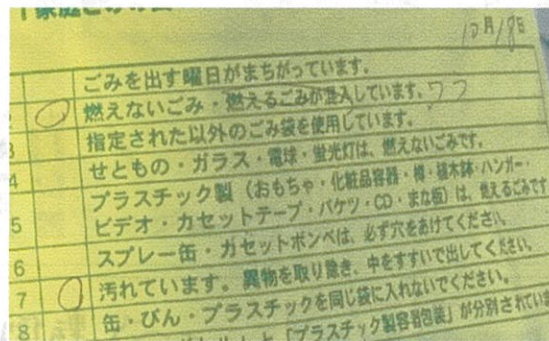 10月18日
ごみを出す曜日がまちがっています。
○ 燃えないごみ・燃えるごみが混入しています。
3 指定された以外のごみ袋を使用しています。
4 せともの・ガラス・電球・蛍光灯は、燃えないごみです。
5 プラスチック製(おもちゃ・化粧品容器・樽・植木鉢・ハンガー・
ビデオ・カセットテープ・バケツ・CD・まな板)は、燃えるごみです
6 スプレー缶・カセットボンベは、必ず穴をあけてください。
7 ○ 汚れています。異物を取り除き、中をすすいで出してください。
8 缶・びん・プラスチックを同じ袋に入れないでください。
「プラスチック製容器包装」が分別されていま